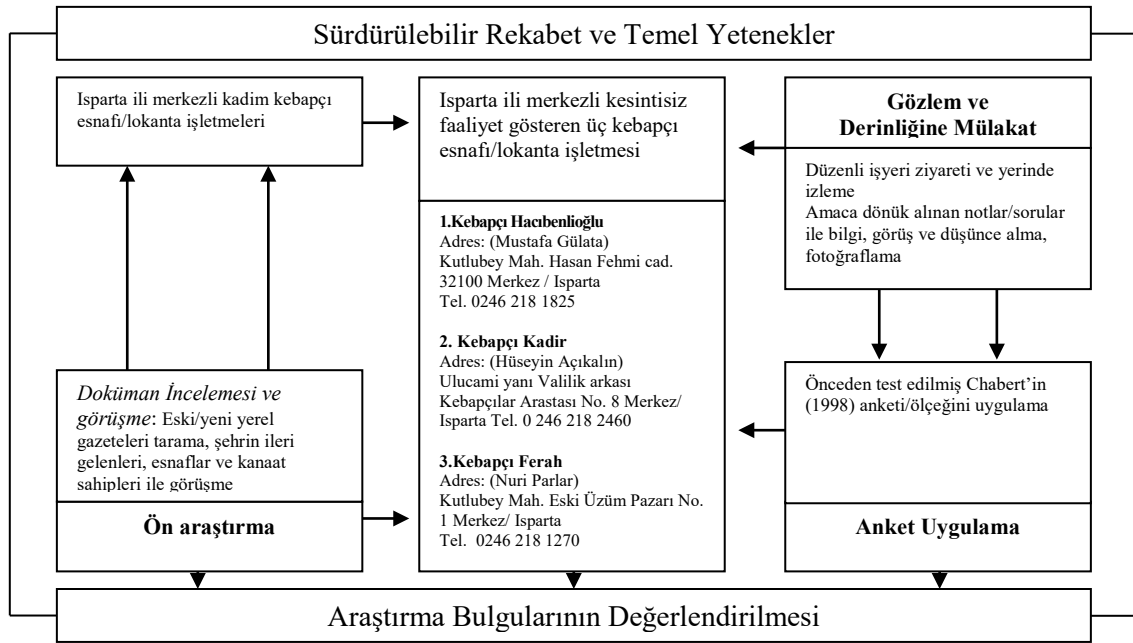 Sürdürülebilir Rekabet ve Temel Yetenekler
Isparta ili merkezli kadim kebapçı
esnafı/lokanta işletmeleri
Doküman İncelemesi ve
görüşme: Eski/yeni yerel
gazeteleri tarama, şehrin ileri
gelenleri, esnaflar ve kanaat
sahipleri ile görüşme
Ön araştırma
Isparta ili merkezli kesintisiz
faaliyet gösteren üç kebapçı
esnafı/lokanta işletmesi
1.Kebapçı Hacıbenlioğlu
Adres: (Mustafa Gülata)
Kutlubey Mah. Hasan Fehmi cad.
32100 Merkez / Isparta
Tel. 0246 218 1825
2. Kebapçı Kadir
Adres: (Hüseyin Açıkalın)
Ulucami yanı Valilik arkası
Kebapçılar Arastası No. 8 Merkez/
Isparta Tel. 0 246 218 2460
3.Kebapçı Ferah
Adres: (Nuri Parlar)
Kutlubey Mah. Eski Üzüm Pazarı No.
1 Merkez/ Isparta
Tel. 0246 218 1270
Gözlem ve
Derinliğine Mülakat
Düzenli işyeri ziyareti ve yerinde
izleme
Amaca dönük alınan notlar/sorular
ile bilgi, görüş ve düşünce alma,
fotoğraflama
Önceden test edilmiş Chabert’in
(1998) anketi/ölçeğini uygulama
Anket Uygulama
Araştırma Bulgularının Değerlendirilmesi